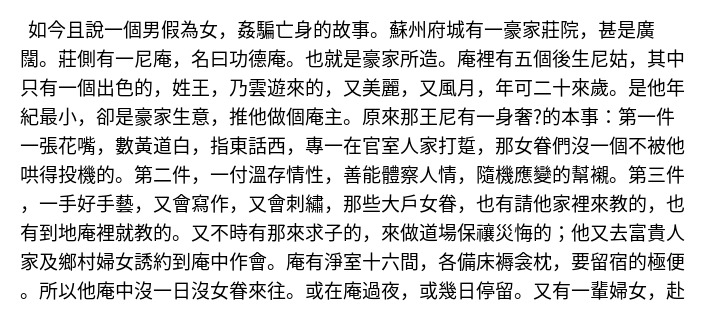 如今且說一個男假為女，姦騙亡身的故事。蘇州府城有一豪家莊院，甚是廣
闊。莊側有一尼庵，名曰功德庵。也就是豪家所造。庵裡有五個後生尼姑，其中
只有一個出色的，姓王，乃雲遊來的，又美麗，又風月，年可二十來歲。是他年
紀最小，卻是豪家生意，推他做個庵主。原來那王尼有一身奢?的本事：第一件
一張花嘴，數黃道白，指東話西，專一在官室人家打踅，那女眷們沒一個不被他
哄得投機的。第二件，一付溫存情性，善能體察人情，隨機應變的幫襯。第三件
，一手好手藝，又會寫作，又會刺繡，那些大戶女眷，也有請他家裡來教的，也
有到地庵裡就教的。又不時有那來求子的，來做道場保禳災悔的；他又去富貴人
家及鄉村婦女誘約到庵中作會。庵有淨室十六間，各備床褥衾枕，要留宿的極便
。所以他庵中沒一日沒女眷來往。或在庵過夜，或幾日停留。又有一輩婦女，赴